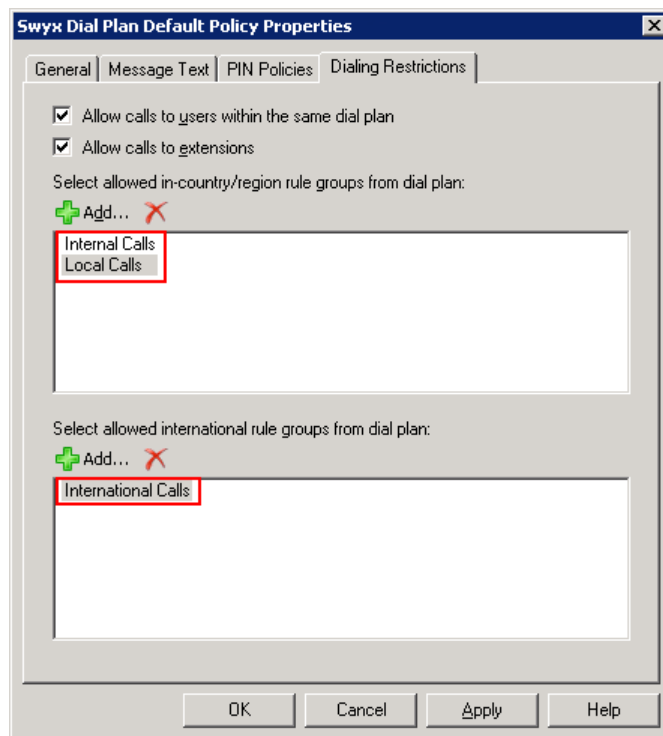 Swyx Dial Plan Default Policy Properties
General Message Text PIN Policies Dialing Restrictions
Allow calls to users within the same dial plan
Allow calls to extensions
Select allowed in-country/region rule groups from dial plan:
Add...
Internal Calls
Local Calls
Select allowed international rule groups from dial plan:
Add...
International Calls
OK Cancel Apply Help